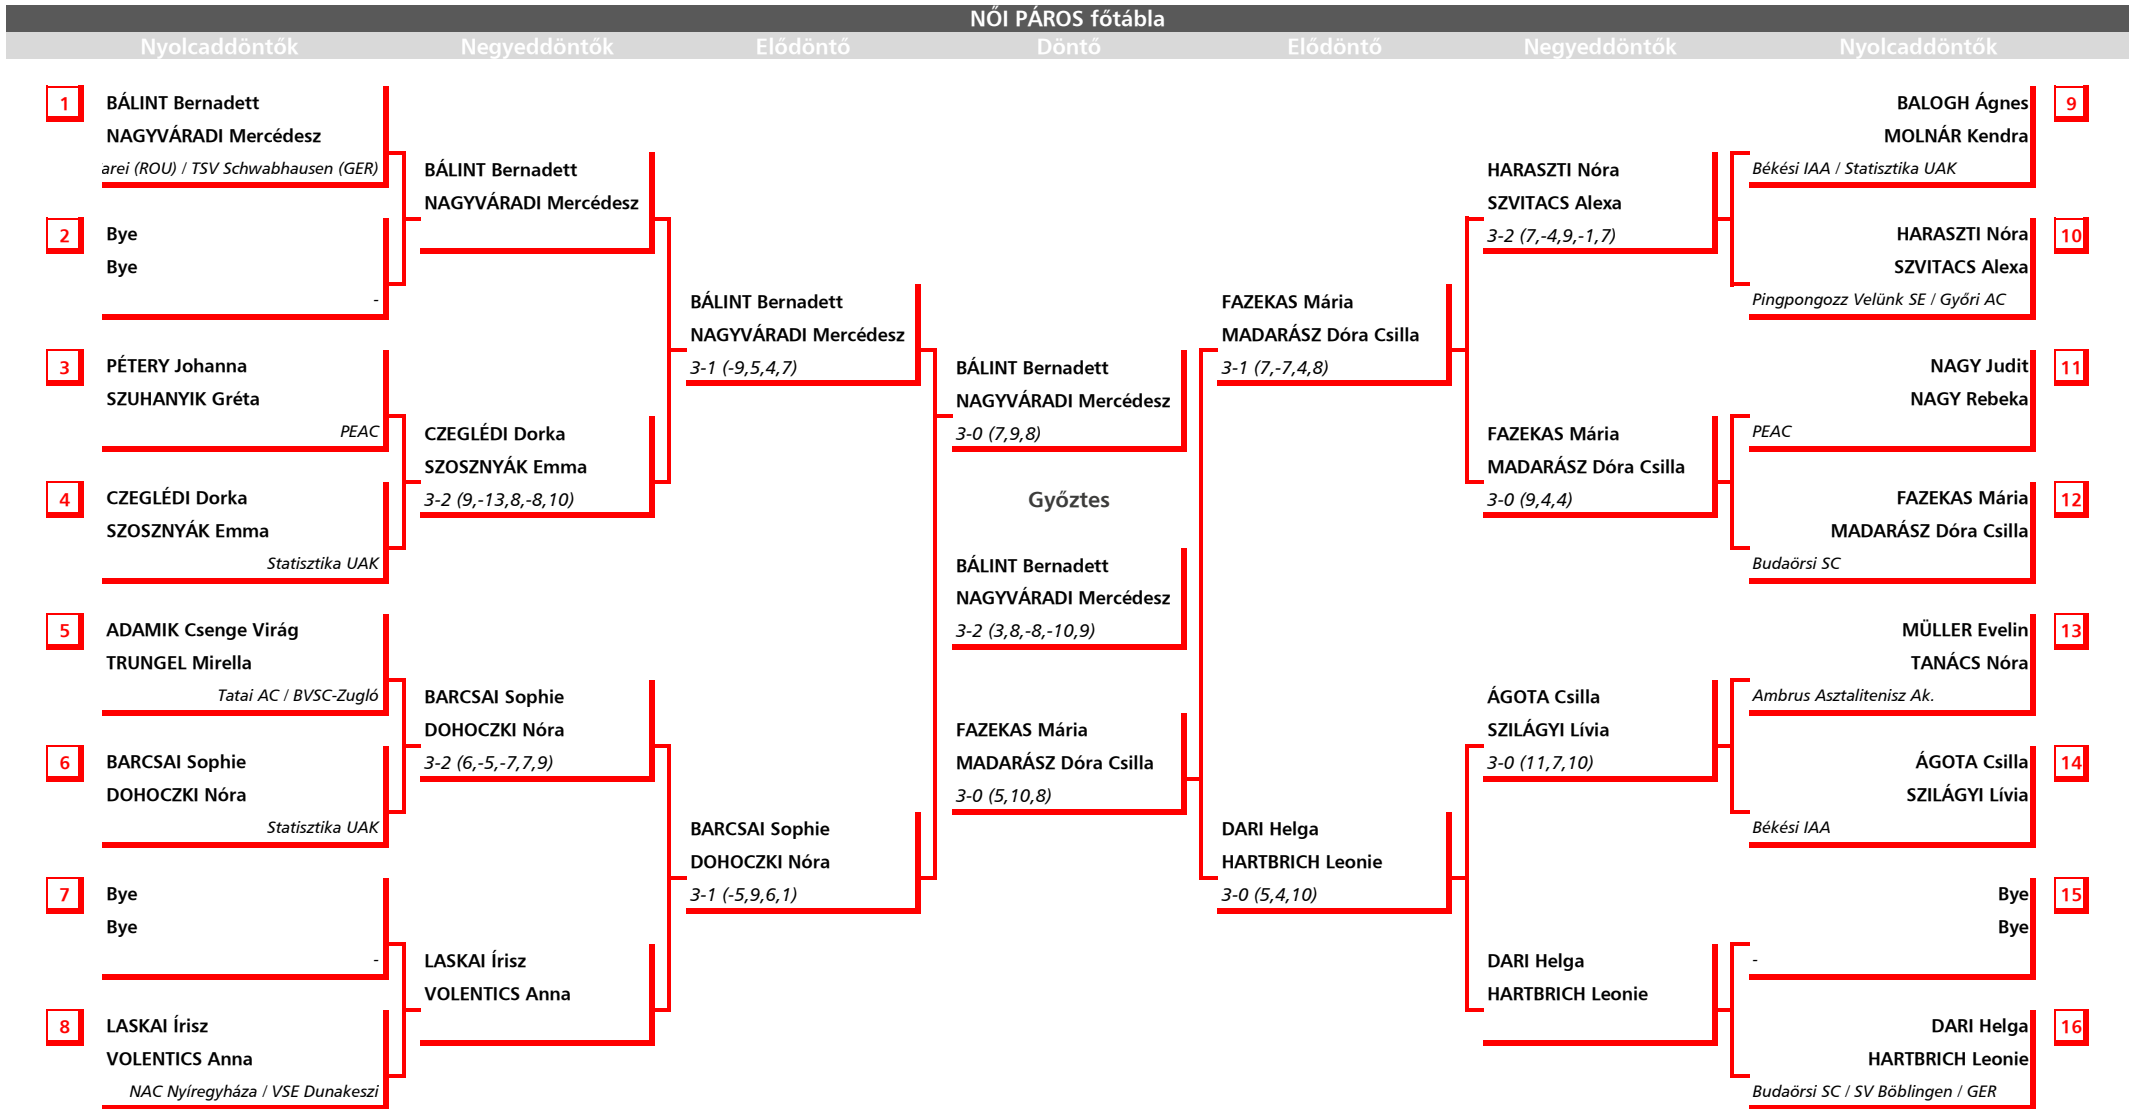 NŐI PÁROS főtábla
Nyolcaddöntők Negyeddöntők Elődöntő Döntő Elődöntő Negyeddöntők Nyolcaddöntők
1
BÁLINT Bernadett
NAGYVÁRADI Mercédesz
arei (ROU) / TSV Schwabhausen (GER)
2
Bye
Bye
-
3
PÉTERY Johanna
SZUHANYIK Gréta
PEAC
4
CZEGLÉDI Dorka
SZOSZNYÁK Emma
Statisztika UAK
5
ADAMIK Csenge Virág
TRUNGEL Mirella
Tatai AC / BVSC-Zugló
6
BARCSAI Sophie
DOHOCZKI Nóra
Statisztika UAK
7
Bye
Bye
-
8
LASKAI Írisz
VOLENTICS Anna
NAC Nyíregyháza / VSE Dunakeszi
BÁLINT Bernadett
NAGYVÁRADI Mercédesz
CZEGLÉDI Dorka
SZOSZNYÁK Emma
3-2 (9,-13,8,-8,10)
BARCSAI Sophie
DOHOCZKI Nóra
3-2 (6,-5,-7,7,9)
LASKAI Írisz
VOLENTICS Anna
BÁLINT Bernadett
NAGYVÁRADI Mercédesz
3-1 (-9,5,4,7)
BARCSAI Sophie
DOHOCZKI Nóra
3-1 (-5,9,6,1)
BÁLINT Bernadett
NAGYVÁRADI Mercédesz
3-0 (7,9,8)
Győztes
BÁLINT Bernadett
NAGYVÁRADI Mercédesz
3-2 (3,8,-8,-10,9)
FAZEKAS Mária
MADARÁSZ Dóra Csilla
3-0 (5,10,8)
FAZEKAS Mária
MADARÁSZ Dóra Csilla
3-1 (7,-7,4,8)
DARI Helga
HARTBRICH Leonie
3-0 (5,4,10)
HARASZTI Nóra
SZVITACS Alexa
3-2 (7,-4,9,-1,7)
FAZEKAS Mária
MADARÁSZ Dóra Csilla
3-0 (9,4,4)
ÁGOTA Csilla
SZILÁGYI Lívia
3-0 (11,7,10)
DARI Helga
HARTBRICH Leonie
BALOGH Ágnes
9
MOLNÁR Kendra
Békési IAA / Statisztika UAK
HARASZTI Nóra
10
SZVITACS Alexa
Pingpongozz Velünk SE / Győri AC
NAGY Judit
11
NAGY Rebeka
PEAC
FAZEKAS Mária
12
MADARÁSZ Dóra Csilla
Budaörsi SC
MÜLLER Evelin
13
TANÁCS Nóra
Ambrus Asztalitenisz Ak.
ÁGOTA Csilla
14
SZILÁGYI Lívia
Békési IAA
Bye
15
Bye
-
DARI Helga
16
HARTBRICH Leonie
Budaörsi SC / SV Böblingen / GER